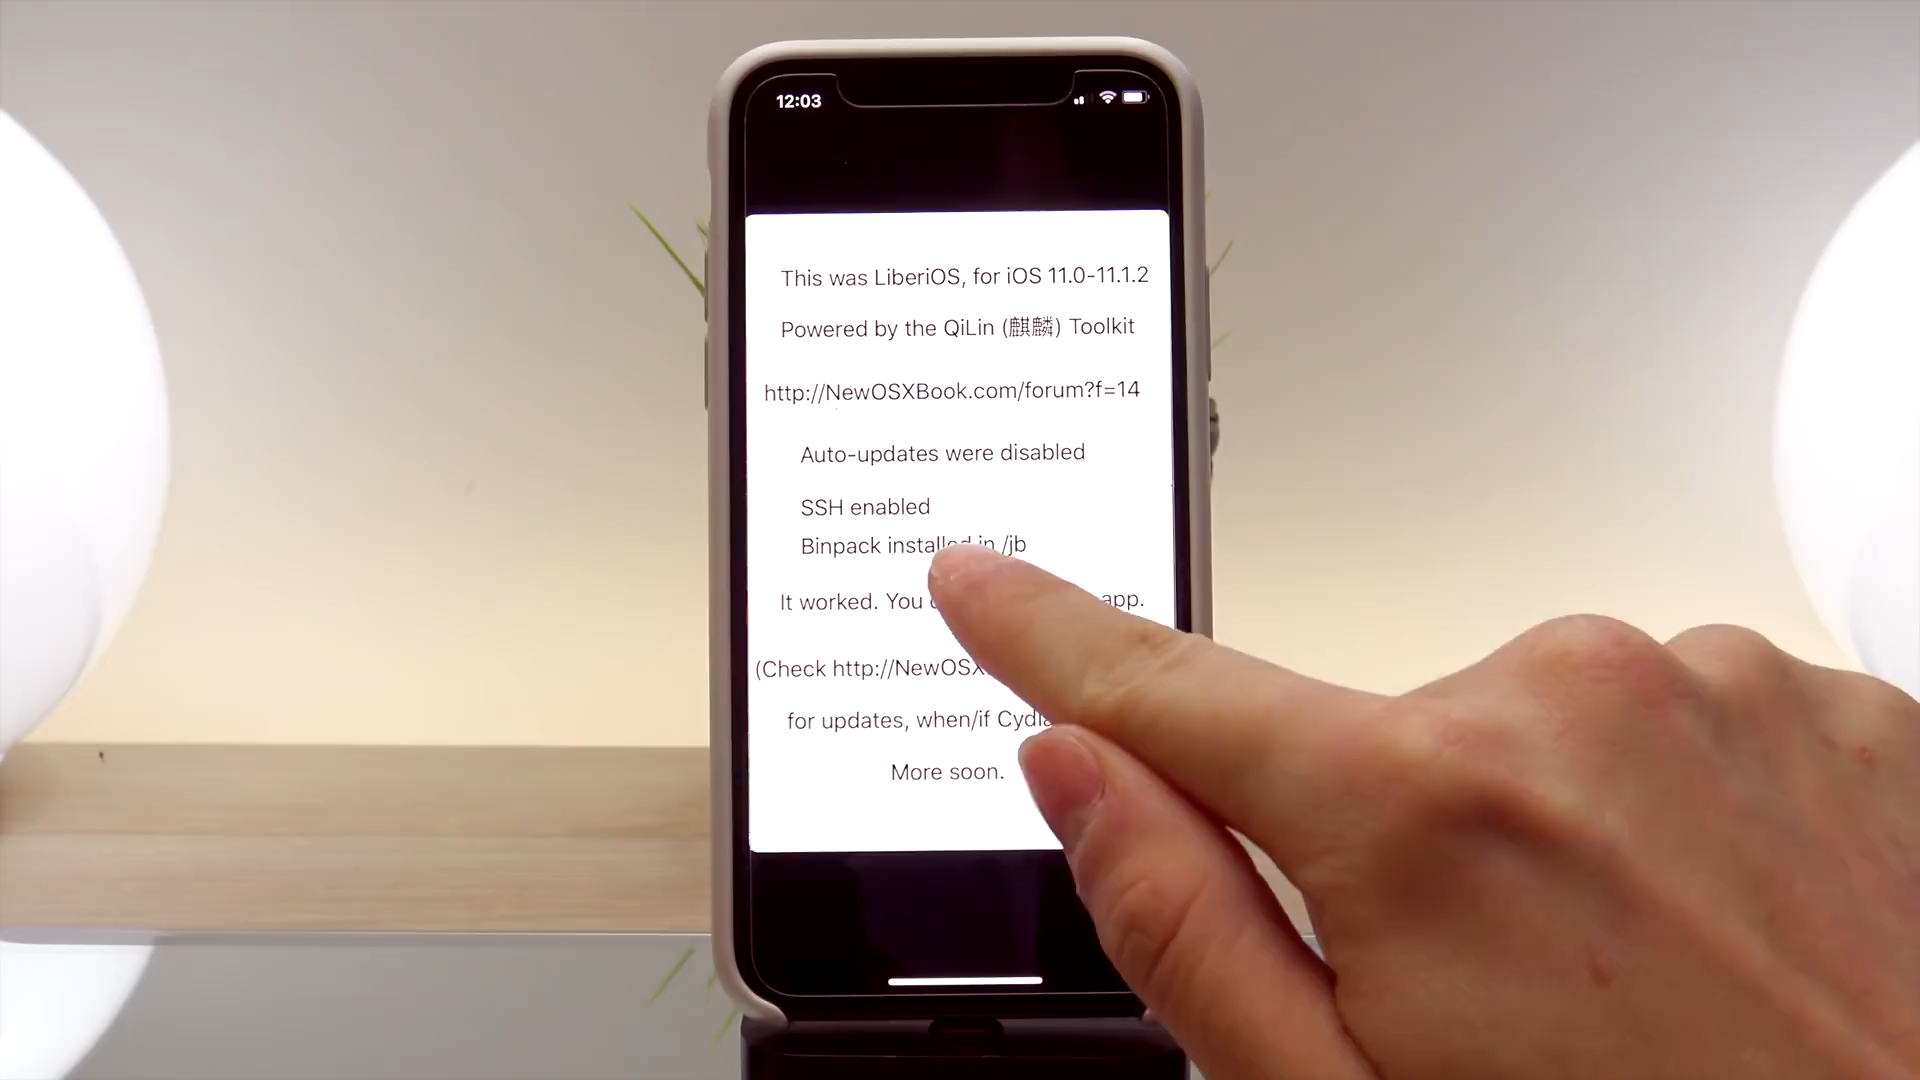 12:03
This was LiberiOS, for iOS 11.0-11.1.2
Powered by the QiLin (麒麟) Toolkit
http://NewOSXBook.com/forum?f=14
Auto-updates were disabled
SSH enabled
Binpack installed in /jb
It worked. You app.
(Check http://NewOSX
for updates, when/if Cydia
More soon.